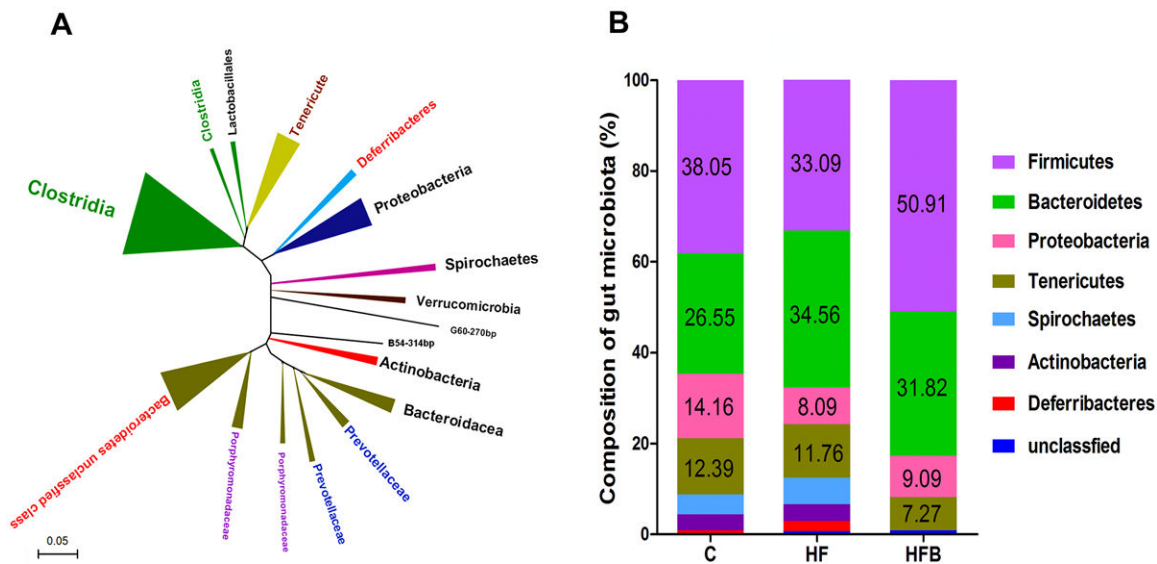 A
Clostridia
Clostridia
Lactobacillales
Tenericute
Deferribacteres
Proteobacteria
Spirochaetes
Verrucomicrobia
G60-270bp
B54-314bp
Actinobacteria
Bacteroidacea
Prevotellaceae
Prevotellaceae
Porphyromonadaceae
Porphyromonadaceae
Bacteroidetes unclassfied class
0.05
B
Composition of gut microbiota (%)
100
80
60
40
20
0
38.05
26.55
14.16
12.39
33.09
34.56
8.09
11.76
50.91
31.82
9.09
7.27
C
HF
HFB
Firmicutes
Bacteroidetes
Proteobacteria
Tenericutes
Spirochaetes
Actinobacteria
Deferribacteres
unclassfied